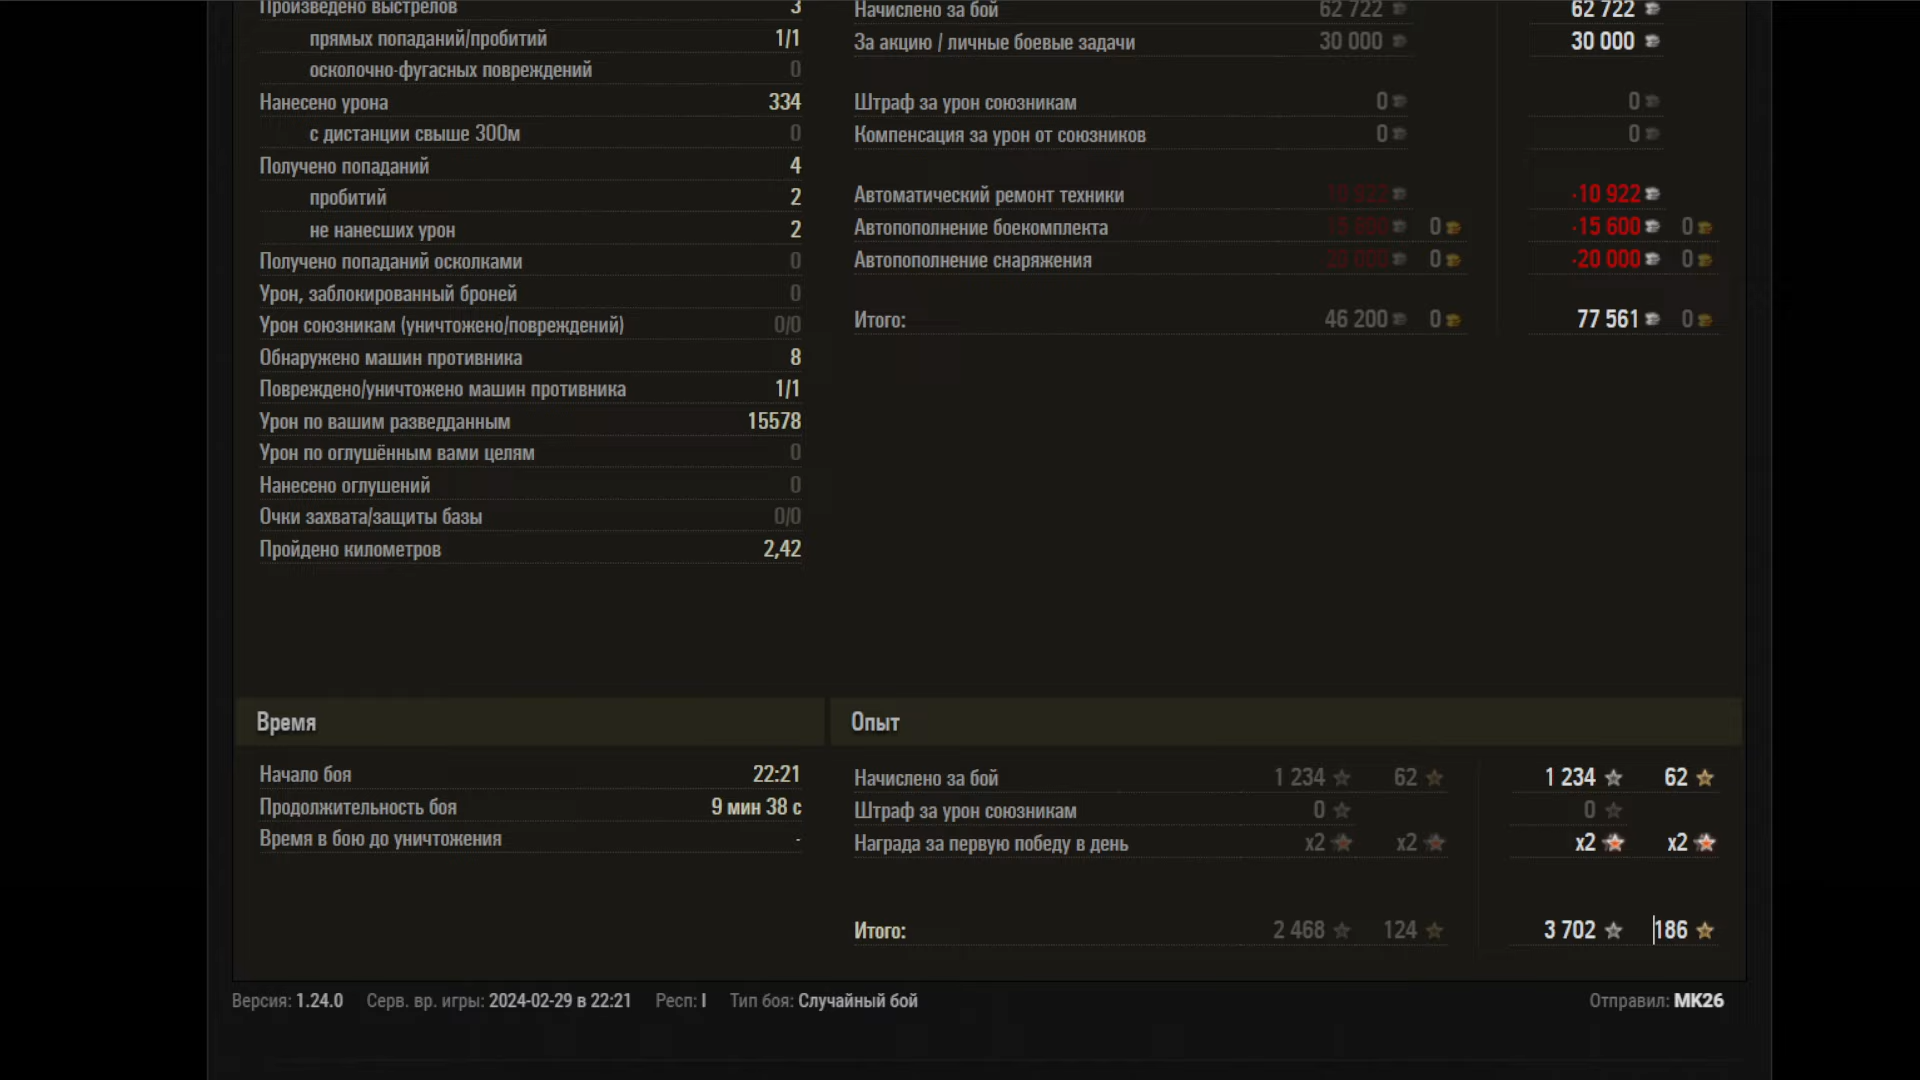 Произведено выстрелов 3
прямых попаданий/пробитий 1/1
осколочно-фугасных повреждений 0
Нанесено урона 334
с дистанции свыше 300м 0
Получено попаданий 4
пробитий 2
не нанесших урон 2
Получено попаданий осколками 0
Урон, заблокированный броней 0
Урон союзникам (уничтожено/повреждений) 0/0
Обнаружено машин противника 8
Повреждено/уничтожено машин противника 1/1
Урон по вашим разведданным 15578
Урон по оглушённым вами целям 0
Нанесено оглушений 0
Очки захвата/защиты базы 0/0
Пройдено километров 2,42
Начислено за бой 62 722 62 722
За акцию / личные боевые задачи 30 000 30 000
Штраф за урон союзникам 0 0
Компенсация за урон от союзников 0 0
Автоматический ремонт техники -10 922
Автопополнение боекомплекта 0 -15 600 0
Автопополнение снаряжения 0 -20 000 0
Итого: 46 200 0 77 561 0
Время
Начало боя 22:21
Продолжительность боя 9 мин 38 с
Время в бою до уничтожения -
Опыт
Начислено за бой 1 234 62 1 234 62
Штраф за урон союзникам 0 0
Награда за первую победу в день x2 x2 x2 x2
Итого: 2 468 124 3 702 186
Версия: 1.24.0 Серв. вр. игры: 2024-02-29 в 22:21 Респ: I Тип боя: Случайный бой Отправил: MK26